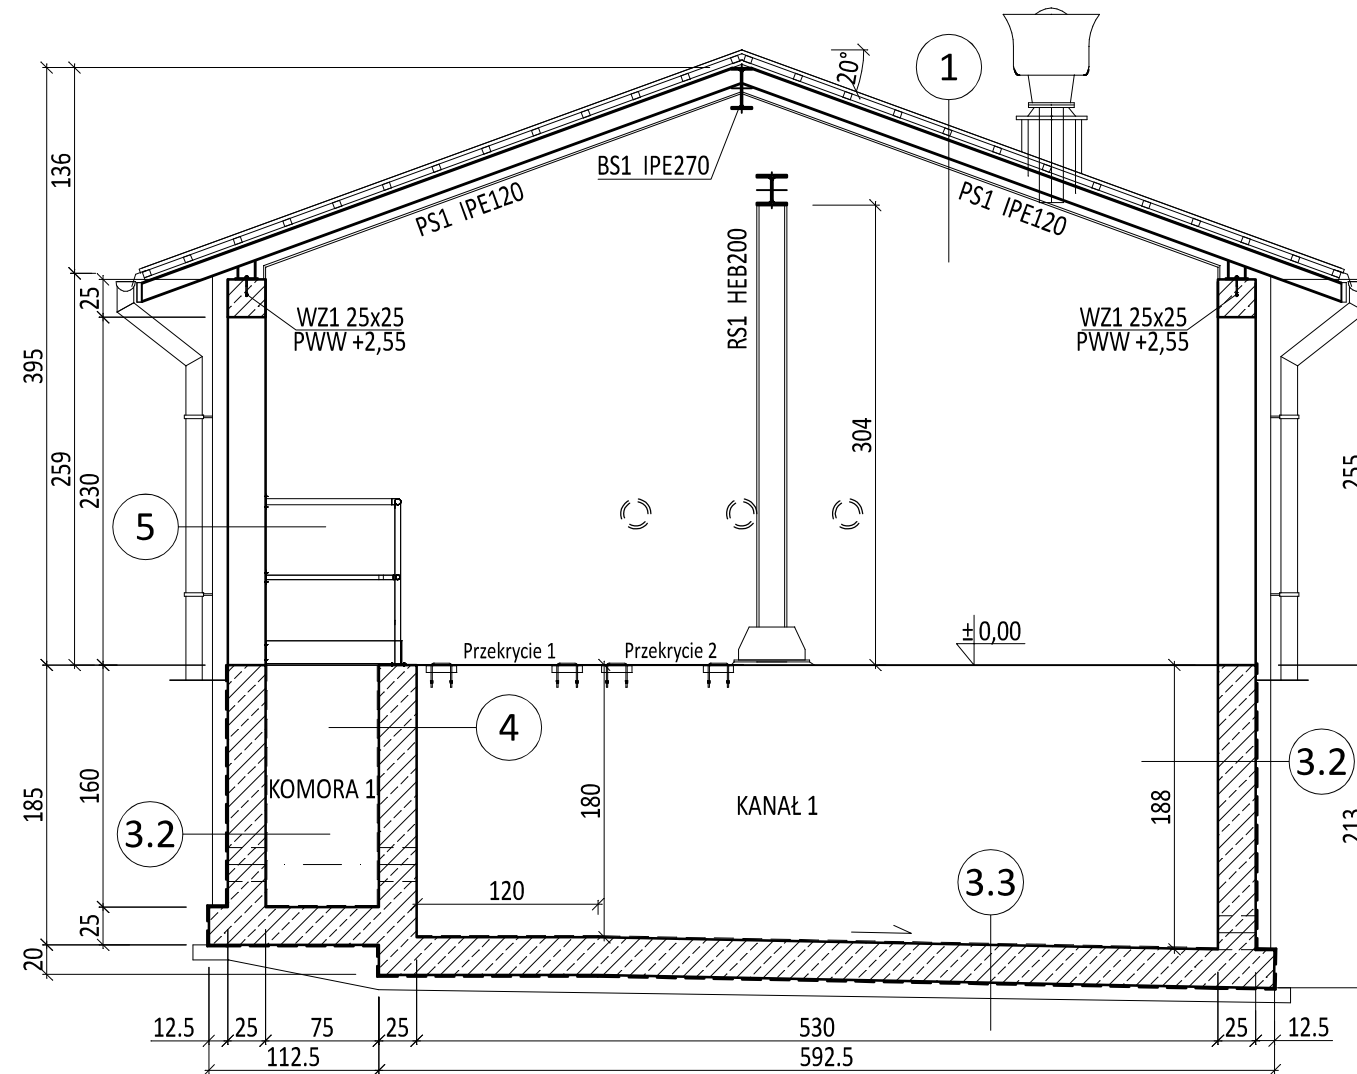 1
20°
136
BS1 IPE270
PS1 IPE120
PS1 IPE120
25
RS1 HEB200
WZ1 25x25
PWW +2,55
WZ1 25x25
PWW +2,55
395
304
259
230
255
5
±0,00
Przekrycie 1
Przekrycie 2
4
3.2
KOMORA 1
160
185
180
KANAŁ 1
188
213
3.2
3.3
120
25
20
12.5
25
75
25
530
25
12.5
112.5
592.5